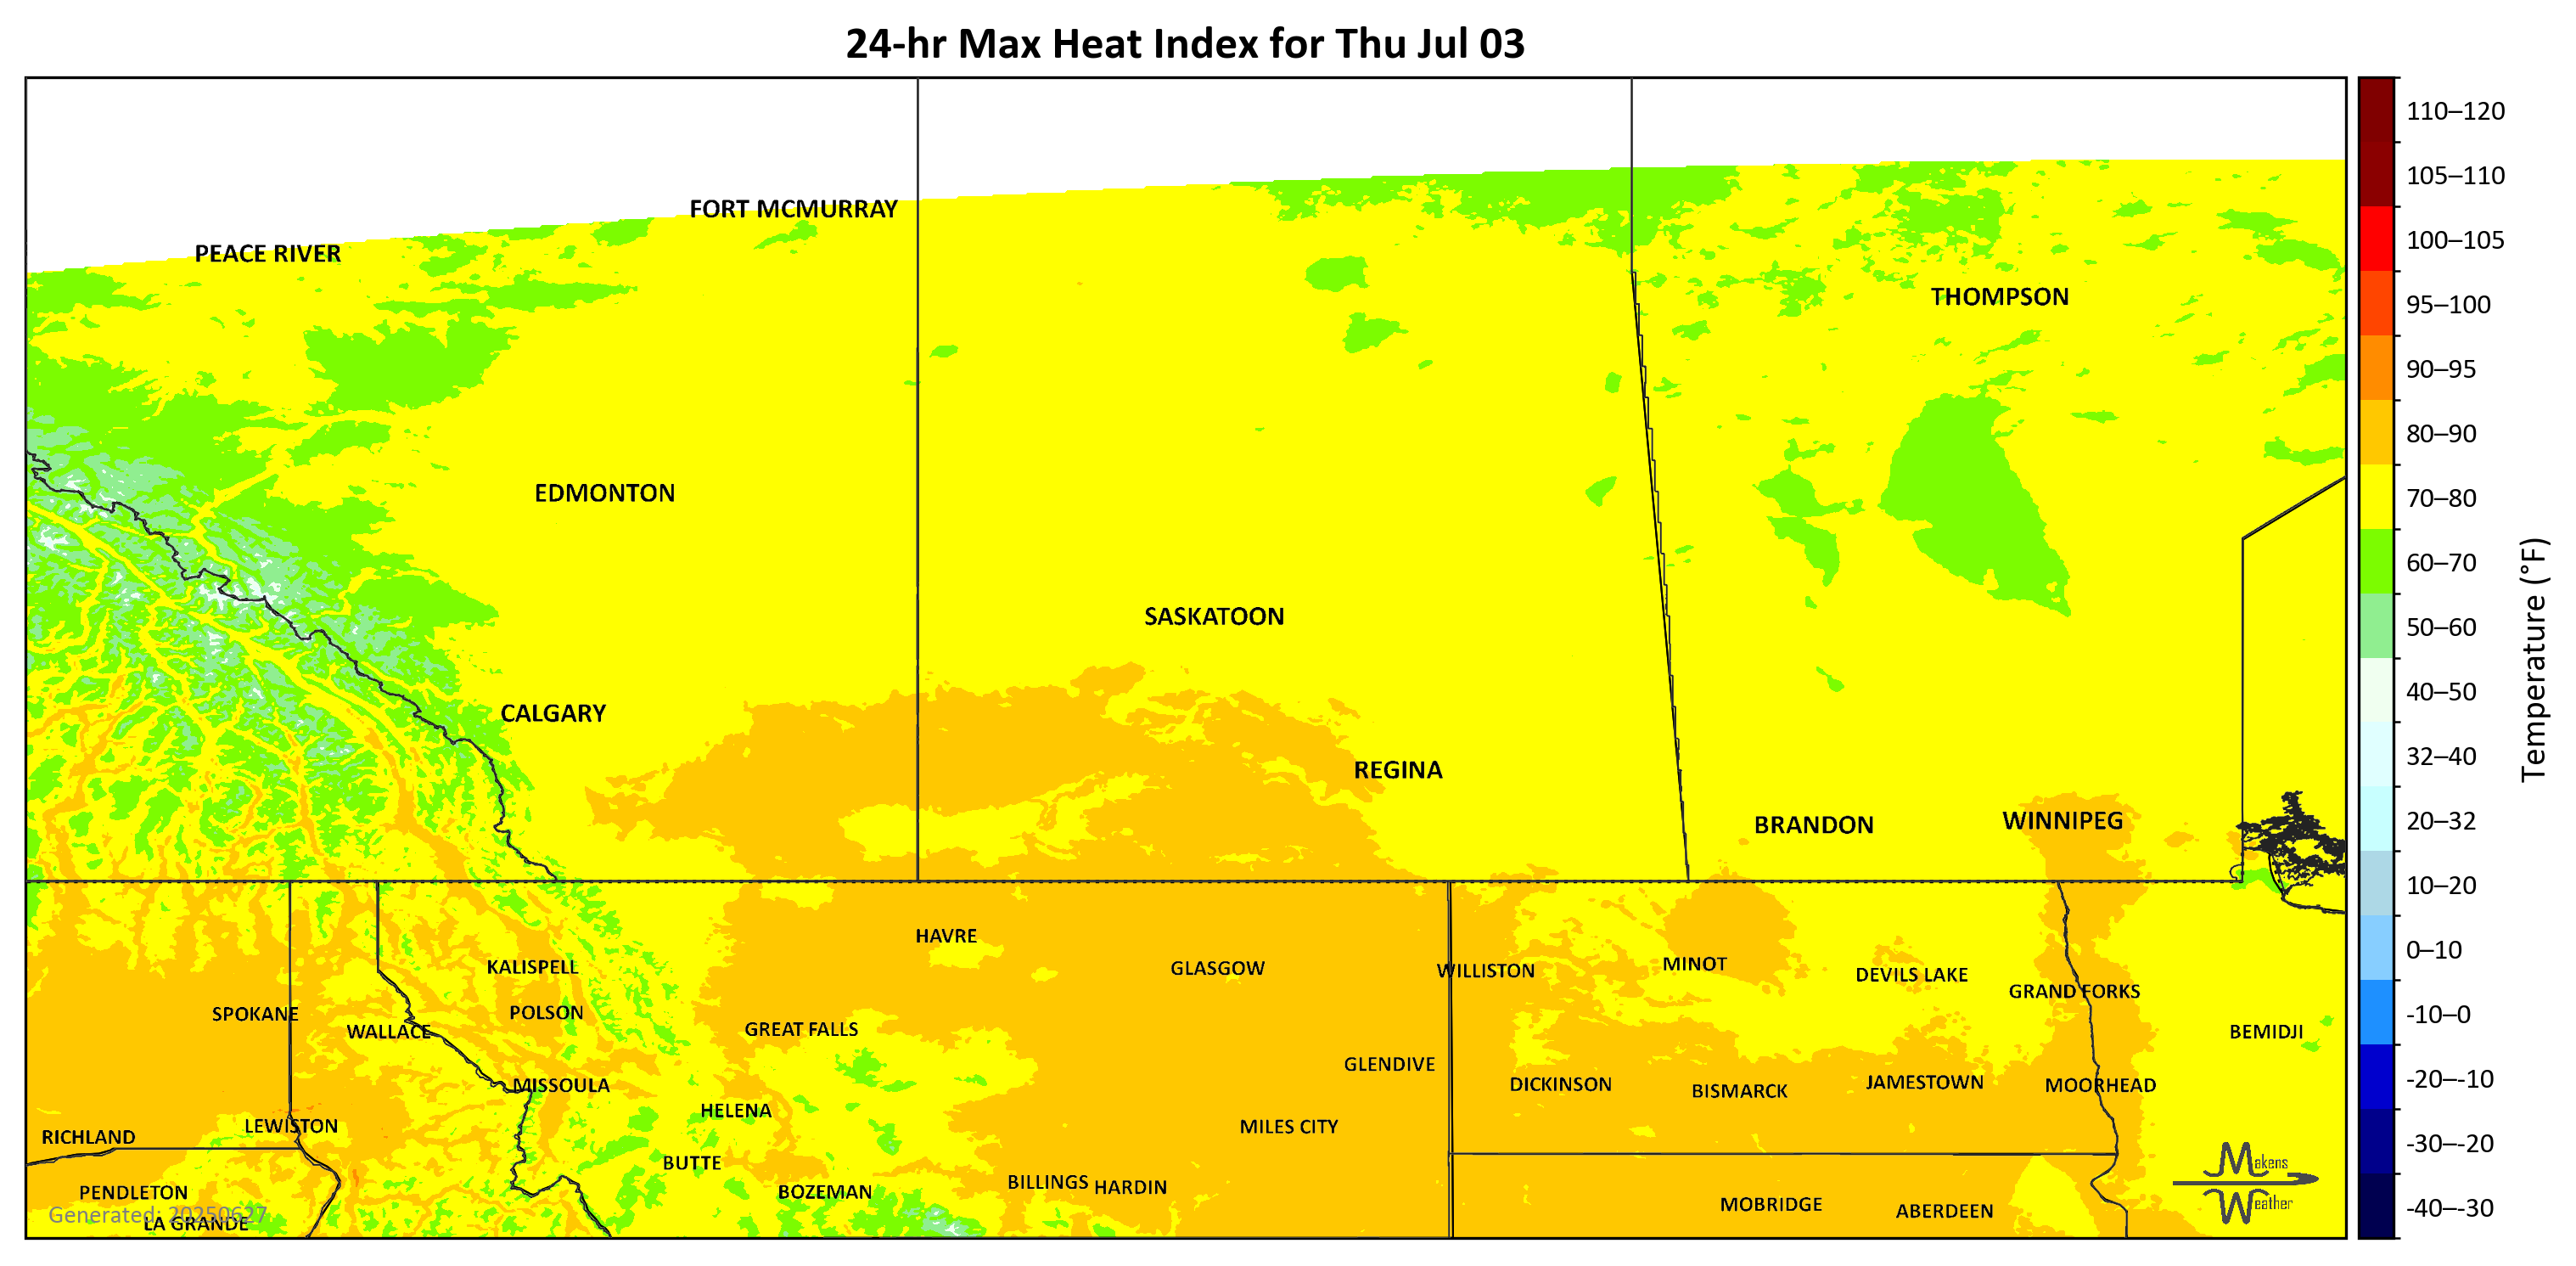 24-hr Max Heat Index for Thu Jul 03
FORT MCMURRAY
PEACE RIVER
THOMPSON
EDMONTON
SASKATOON
CALGARY
REGINA
BRANDON
WINNIPEG
HAVRE
KALISPELL
GLASGOW
WILLISTON
MINOT
DEVILS LAKE
GRAND FORKS
SPOKANE
POLSON
WALLACE
GREAT FALLS
BEMIDJI
GLENDIVE
MISSOULA
DICKINSON
BISMARCK
JAMESTOWN
MOORHEAD
HELENA
LEWISTON
MILES CITY
RICHLAND
BUTTE
PENDLETON
BOZEMAN
BILLINGS
HARDIN
MOBRIDGE
ABERDEEN
Generated: 20250627
LA GRANDE
Makens
Weather
110–120
105–110
100–105
95–100
90–95
80–90
70–80
60–70
50–60
40–50
32–40
20–32
10–20
0–10
-10–0
-20–-10
-30–-20
-40–-30
Temperature (°F)